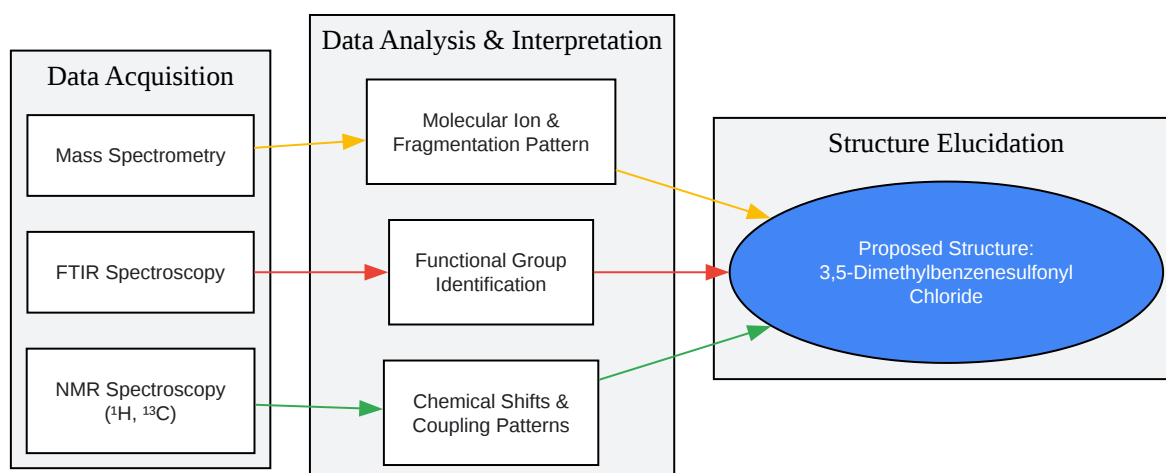 Data Acquisition
Mass Spectrometry
FTIR Spectroscopy
NMR Spectroscopy
(¹H, ¹³C)
Data Analysis & Interpretation
Molecular Ion &
Fragmentation Pattern
Functional Group
Identification
Chemical Shifts &
Coupling Patterns
Structure Elucidation
Proposed Structure:
3,5-Dimethylbenzenesulfonyl
Chloride